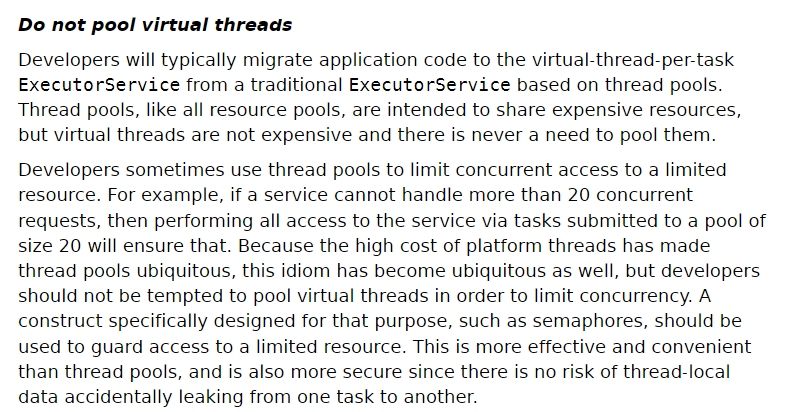 Do not pool virtual threads
Developers will typically migrate application code to the virtual-thread-per-task
ExecutorService from a traditional ExecutorService based on thread pools.
Thread pools, like all resource pools, are intended to share expensive resources,
but virtual threads are not expensive and there is never a need to pool them.
Developers sometimes use thread pools to limit concurrent access to a limited
resource. For example, if a service cannot handle more than 20 concurrent
requests, then performing all access to the service via tasks submitted to a pool of
size 20 will ensure that. Because the high cost of platform threads has made
thread pools ubiquitous, this idiom has become ubiquitous as well, but developers
should not be tempted to pool virtual threads in order to limit concurrency. A
construct specifically designed for that purpose, such as semaphores, should be
used to guard access to a limited resource. This is more effective and convenient
than thread pools, and is also more secure since there is no risk of thread-local
data accidentally leaking from one task to another.